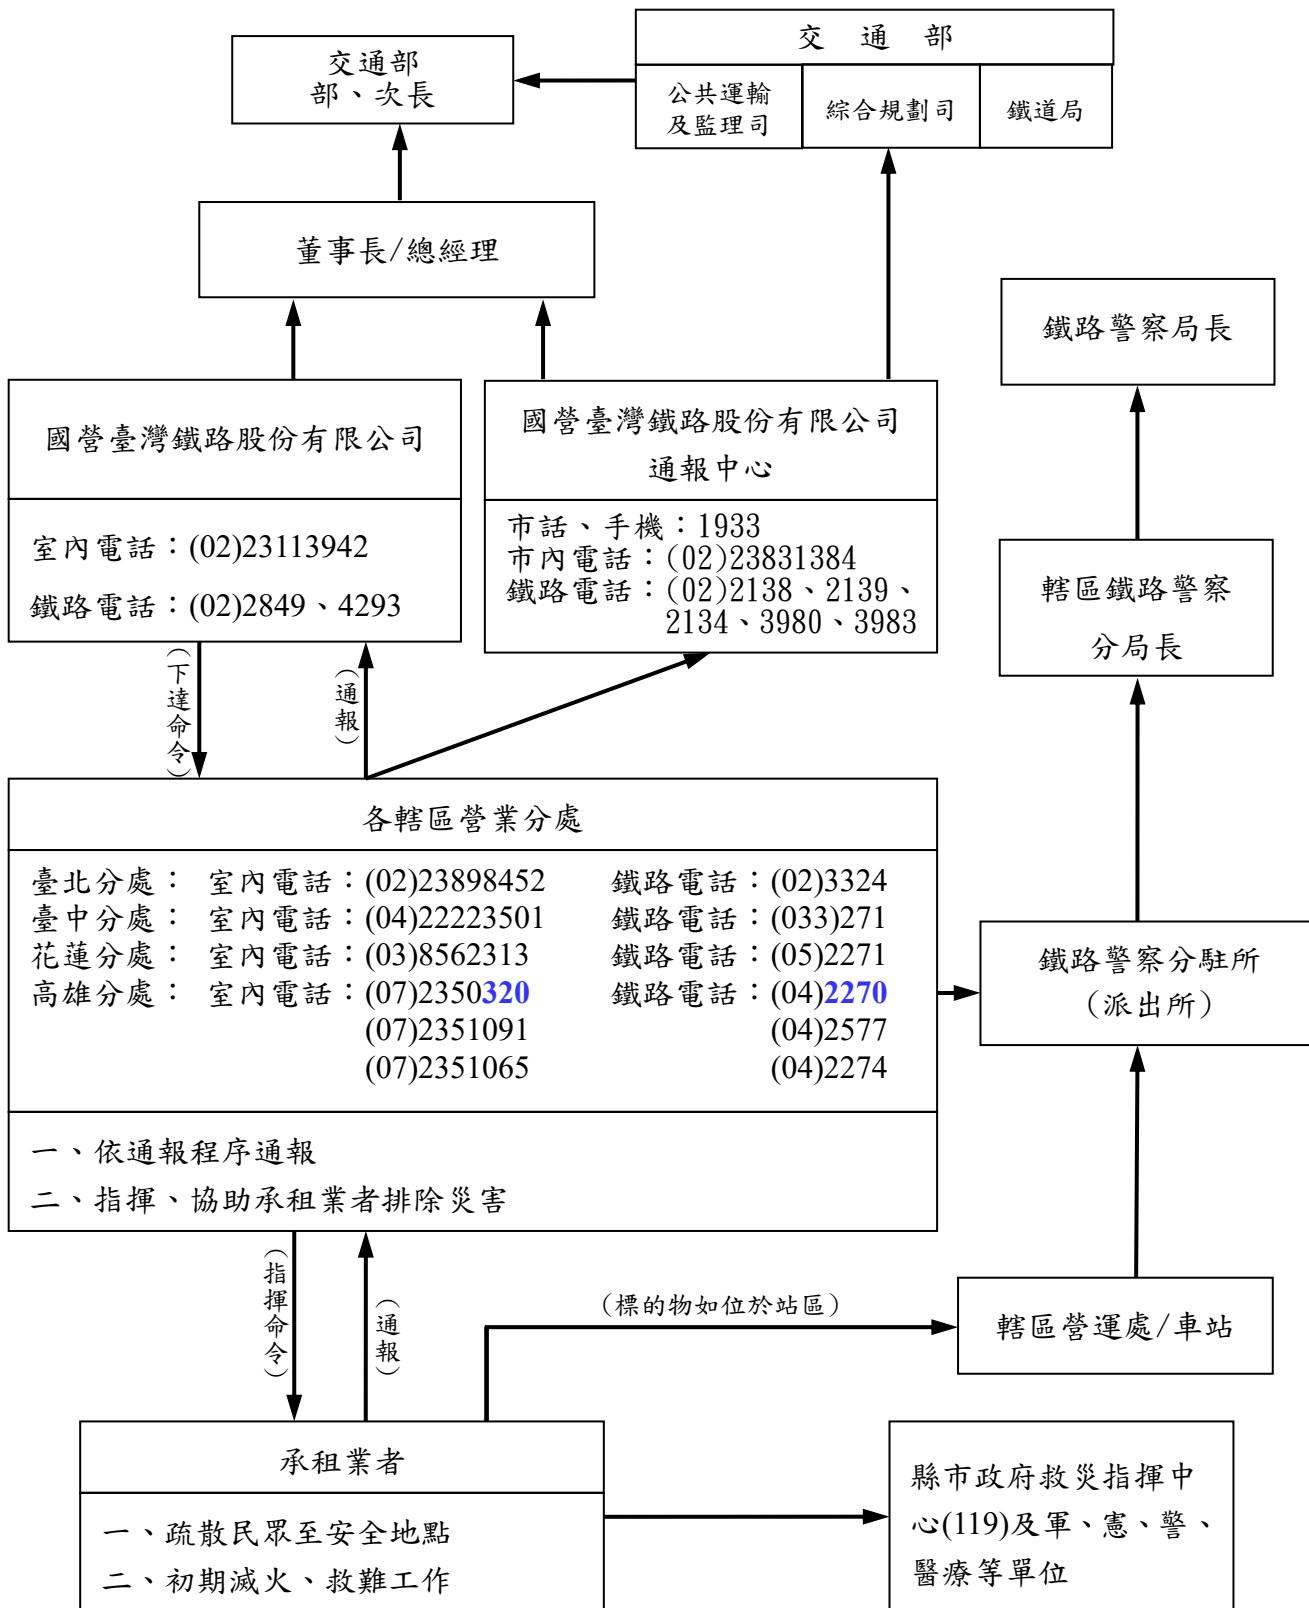 交通部
部、次長
交 通 部
公共運輸
及監理司
綜合規劃司
鐵道局
董事長/總經理
鐵路警察局長
國營臺灣鐵路股份有限公司
室內電話：(02)23113942
鐵路電話：(02)2849、4293
國營臺灣鐵路股份有限公司
通報中心
市話、手機：1933
市內電話：(02)23831384
鐵路電話：(02)2138、2139、
2134、3980、3983
轄區鐵路警察
分局長
（下達命令）
（通報）
各轄區營業分處
臺北分處： 室內電話：(02)23898452 鐵路電話：(02)3324
臺中分處： 室內電話：(04)22223501 鐵路電話：(033)271
花蓮分處： 室內電話：(03)8562313 鐵路電話：(05)2271
高雄分處： 室內電話：(07)2350320 鐵路電話：(04)2270
(07)2351091 (04)2577
(07)2351065 (04)2274
一、依通報程序通報
二、指揮、協助承租業者排除災害
鐵路警察分駐所
（派出所）
（指揮命令）
（通報）
（標的物如位於站區）
轄區營運處/車站
承租業者
一、疏散民眾至安全地點
二、初期滅火、救難工作
縣市政府救災指揮中
心(119)及軍、憲、警、
醫療等單位